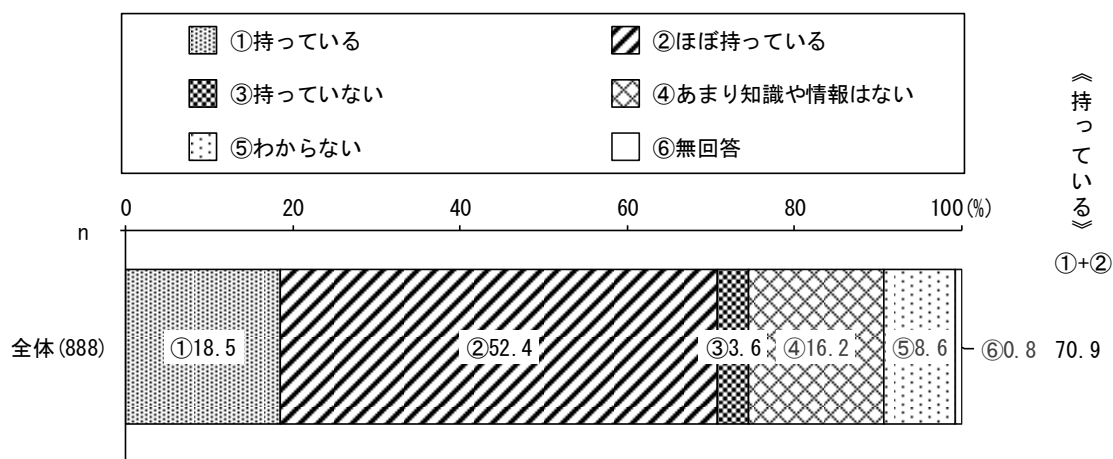 ①持っている ②ほぼ持っている
③持っていない ④あまり知識や情報はない
⑤わからない ⑥無回答
《持っている》
0 20 40 60 80 100(%)
n
①+②
全体(888) ①18.5 ②52.4 ③3.6 ④16.2 ⑤8.6 ⑥0.8 70.9